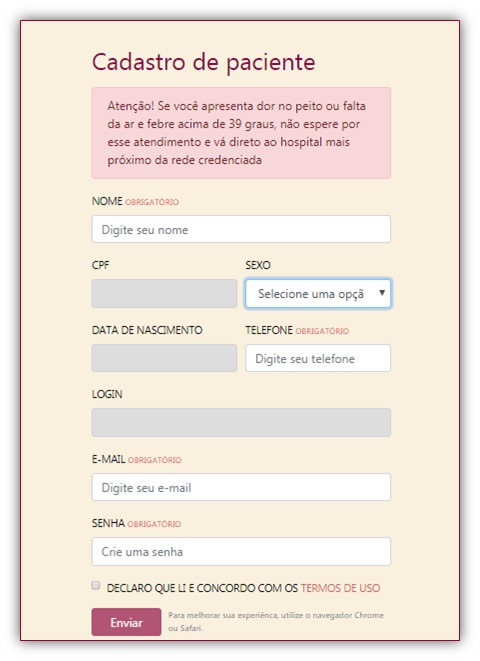 Cadastro de paciente
Atenção! Se você apresenta dor no peito ou falta
da ar e febre acima de 39 graus, não espere por
esse atendimento e vá direto ao hospital mais
próximo da rede credenciada
NOME OBRIGATÓRIO
Digite seu nome
CPF
SEXO
Selecione uma opçã
DATA DE NASCIMENTO
TELEFONE OBRIGATÓRIO
Digite seu telefone
LOGIN
E-MAIL OBRIGATÓRIO
Digite seu e-mail
SENHA OBRIGATÓRIO
Crie uma senha
DECLARO QUE LI E CONCORDO COM OS TERMOS DE USO
Enviar
Para melhorar sua experiênca, utilize o navegador Chrome
ou Safari.